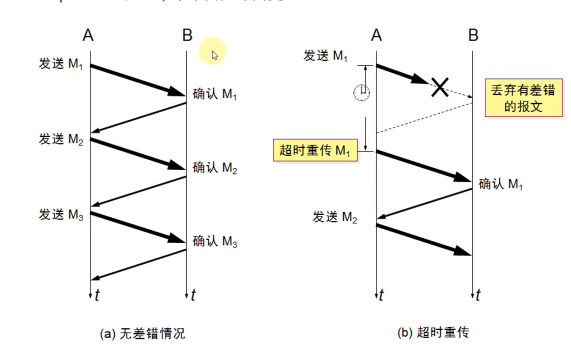 A
B
发送 M1
确认 M1
发送 M2
确认 M2
发送 M3
确认 M3
t
t
(a) 无差错情况
A
B
发送 M1
丢弃有差错
的报文
超时重传 M1
确认 M1
发送 M2
t
t
(b) 超时重传